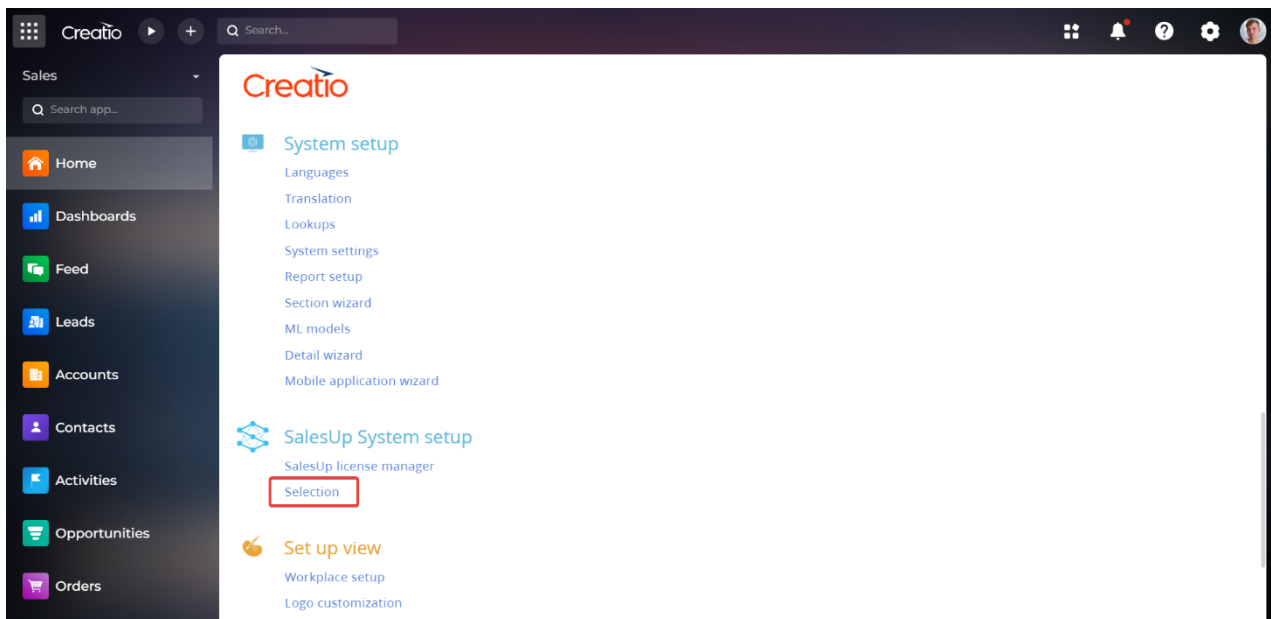 Creatio
Search...
Sales
Search app...
Home
Dashboards
Feed
Leads
Accounts
Contacts
Activities
Opportunities
Orders
Creatio
System setup
Languages
Translation
Lookups
System settings
Report setup
Section wizard
ML models
Detail wizard
Mobile application wizard
SalesUp System setup
SalesUp license manager
Selection
Set up view
Workplace setup
Logo customization